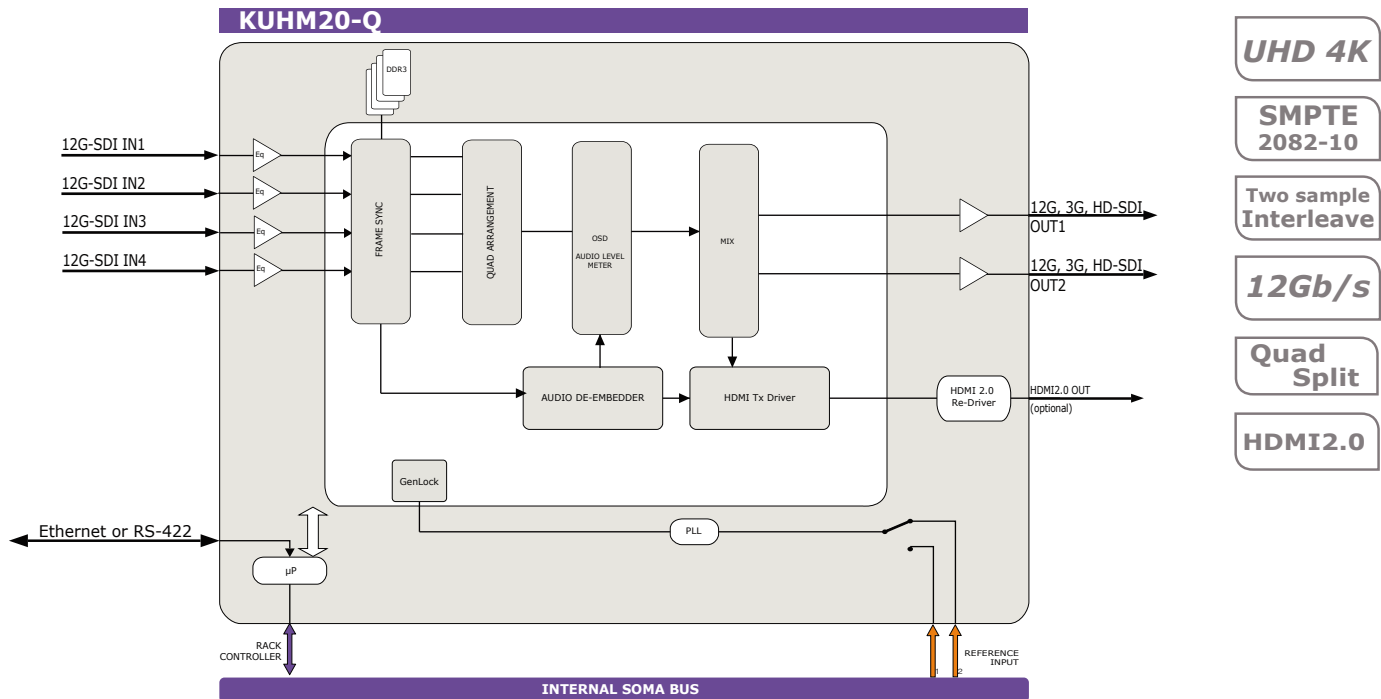 KUHM20-Q
DDR3
12G-SDI IN1
12G-SDI IN2
12G-SDI IN3
12G-SDI IN4
Eq
Eq
Eq
Eq
FRAME SYNC
QUAD ARRANGEMENT
OSD
AUDIO LEVEL
METER
MIX
12G, 3G, HD-SDI
OUT1
12G, 3G, HD-SDI
OUT2
AUDIO DE-EMBEDDER
HDMI Tx Driver
HDMI 2.0
Re-Driver
HDMI2.0 OUT
(optional)
GenLock
PLL
Ethernet or RS-422
µP
RACK
CONTROLLER
REFERENCE
INPUT
1
2
INTERNAL SOMA BUS
UHD 4K
SMPTE
2082-10
Two sample
Interleave
12Gb/s
Quad
Split
HDMI2.0